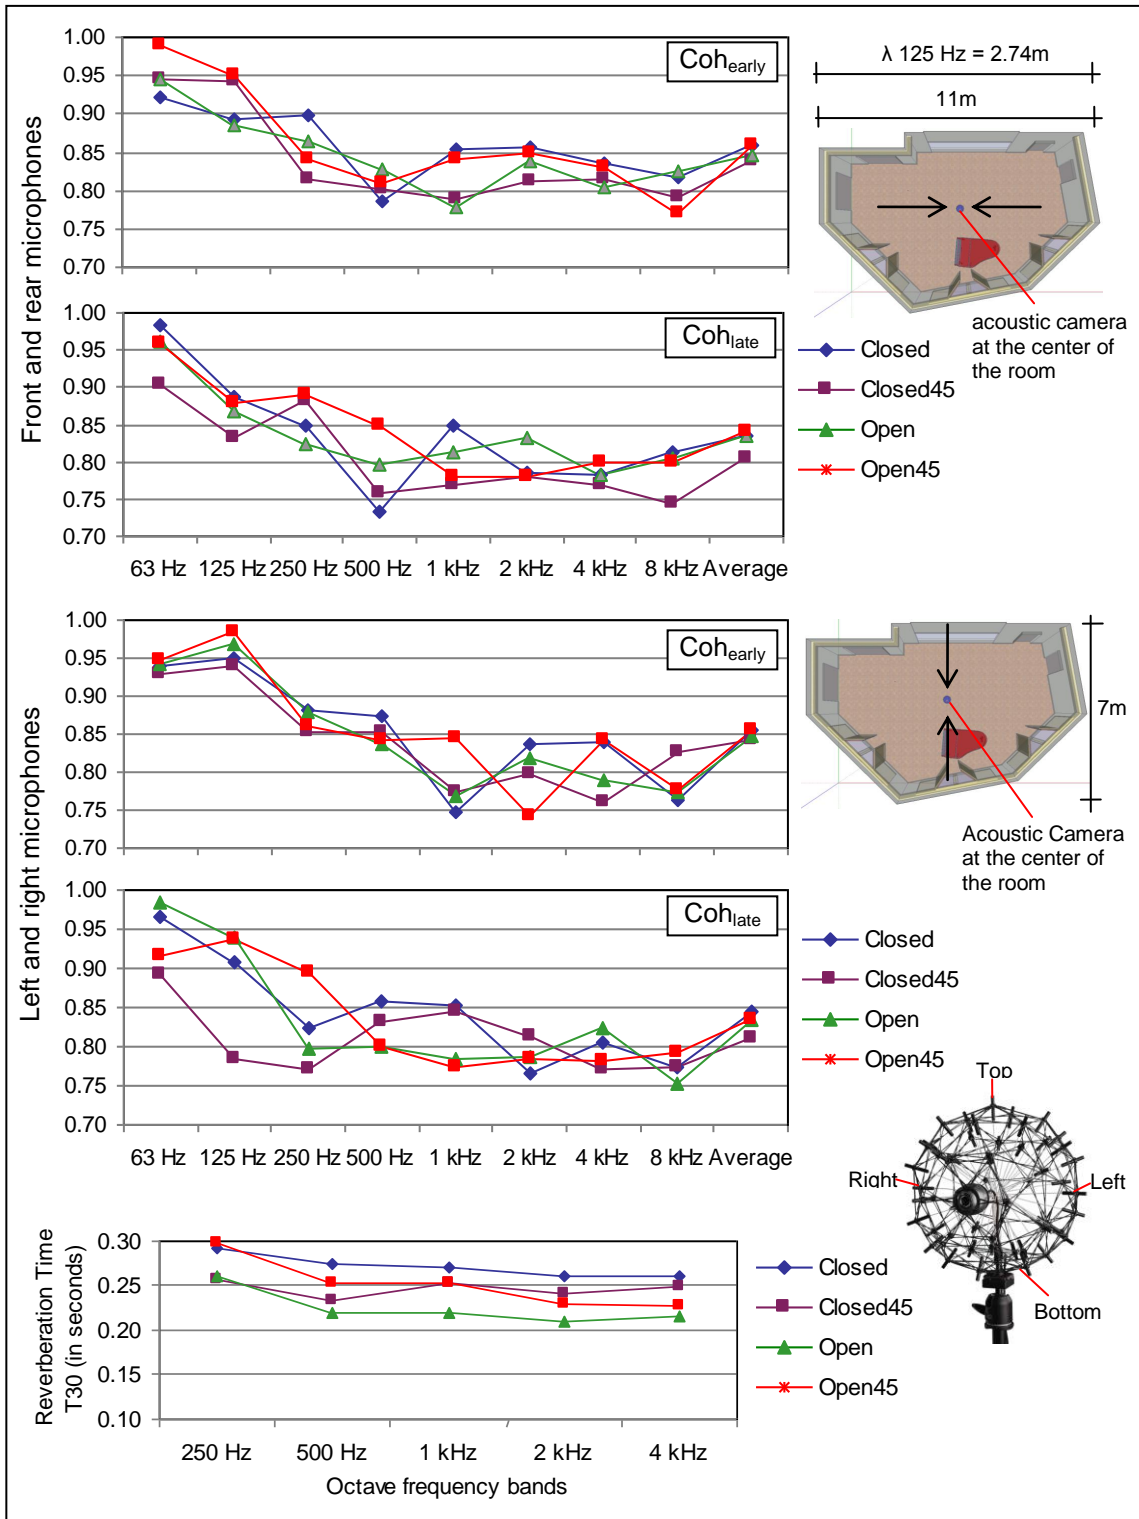 Front and rear microphones
1.00
0.95
0.90
0.85
0.80
0.75
0.70
Coh early
1.00
0.95
0.90
0.85
0.80
0.75
0.70
Coh late
63 Hz 125 Hz 250 Hz 500 Hz 1 kHz 2 kHz 4 kHz 8 kHz Average
λ 125 Hz = 2.74m
11m
acoustic camera
at the center of
the room
Closed
Closed45
Open
Open45
Left and right microphones
1.00
0.95
0.90
0.85
0.80
0.75
0.70
Coh early
1.00
0.95
0.90
0.85
0.80
0.75
0.70
Coh late
63 Hz 125 Hz 250 Hz 500 Hz 1 kHz 2 kHz 4 kHz 8 kHz Average
7m
Acoustic Camera
at the center of
the room
Closed
Closed45
Open
Open45
Top
Right
Left
Bottom
Reverberation Time
T30 (in seconds)
0.30
0.25
0.20
0.15
0.10
250 Hz 500 Hz 1 kHz 2 kHz 4 kHz
Octave frequency bands
Closed
Closed45
Open
Open45